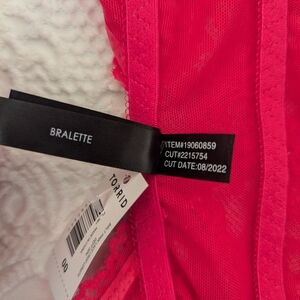 BRALETTE
ITEM#19060859
CUT#2215754
CUT DATE:08/2022
TORRID